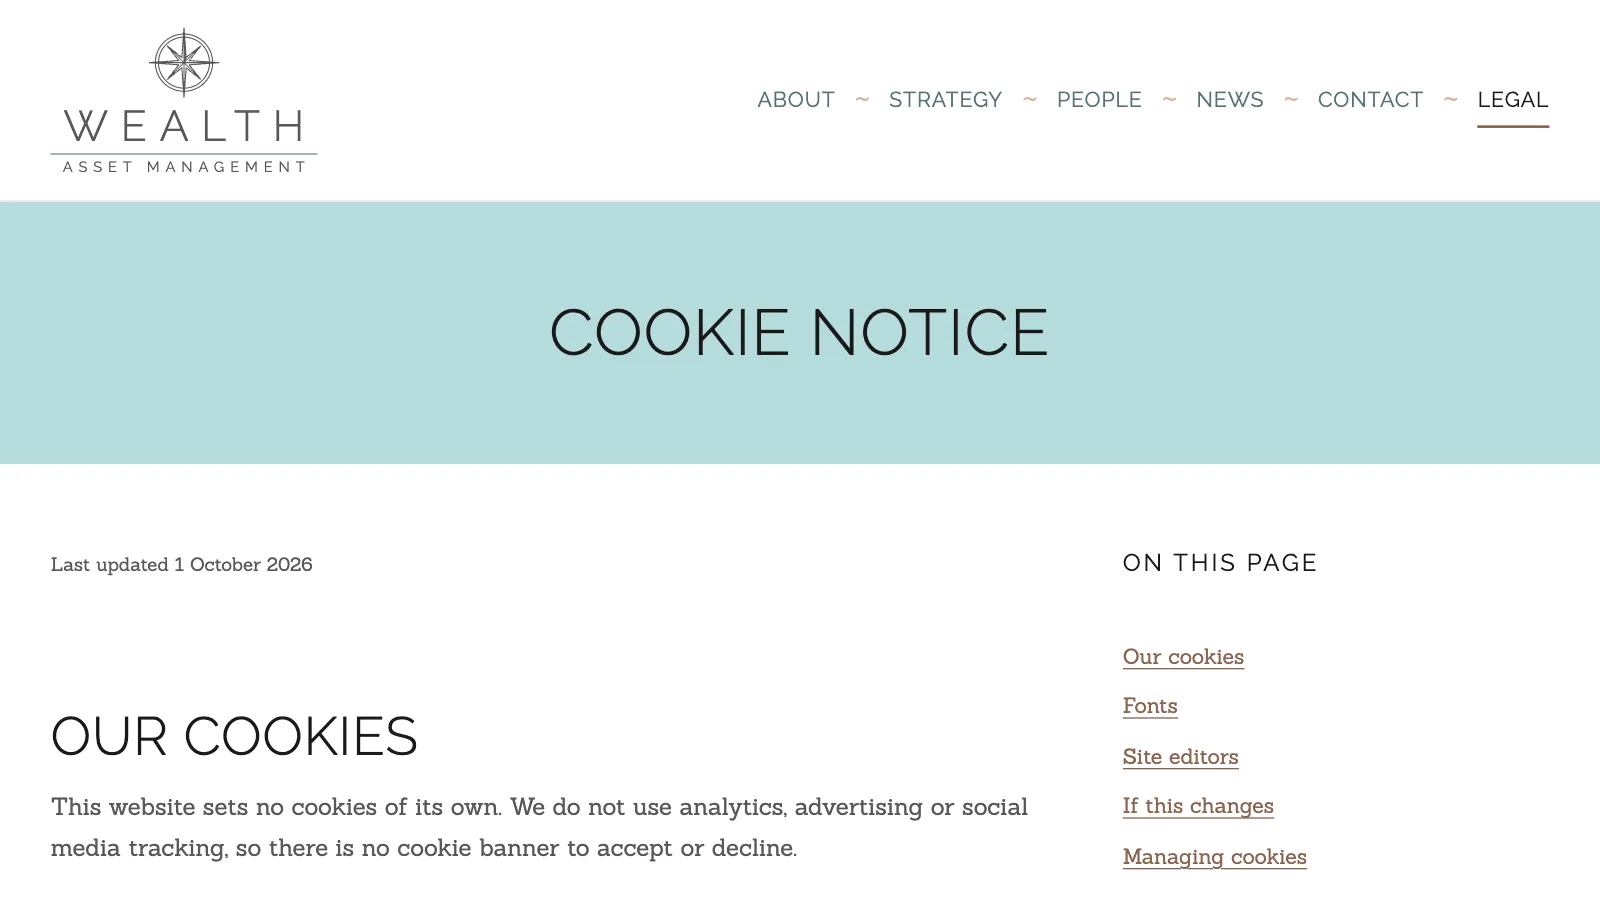 WEALTH
ASSET MANAGEMENT
ABOUT ~ STRATEGY ~ PEOPLE ~ NEWS ~ CONTACT ~ LEGAL
COOKIE NOTICE
Last updated 1 October 2026
OUR COOKIES
This website sets no cookies of its own. We do not use analytics, advertising or social
media tracking, so there is no cookie banner to accept or decline.
ON THIS PAGE
Our cookies
Fonts
Site editors
If this changes
Managing cookies